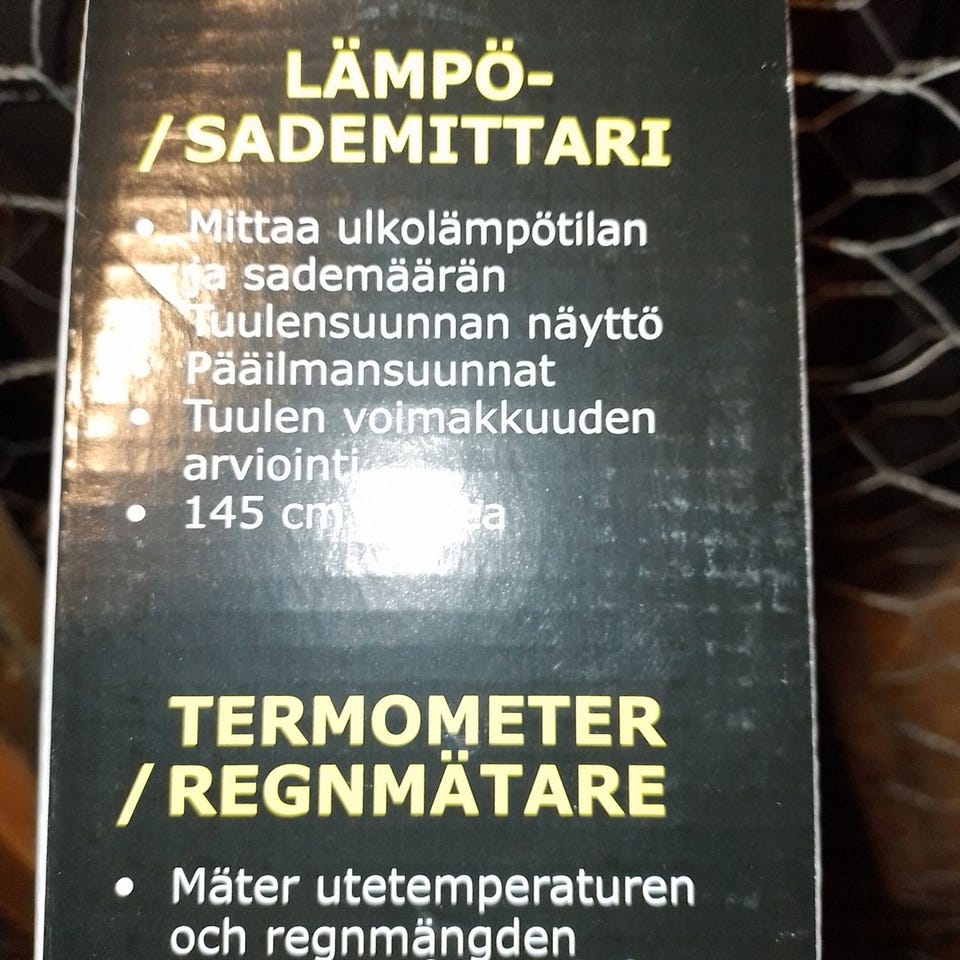 LÄMPÖ-
/SADEMITTARI
• Mittaa ulkolämpötilan
ja sademäärän
Tuulensuunnan näyttö
• Pääilmansuunnat
• Tuulen voimakkuuden
arviointi
• 145 cm
TERMOMETER
/REGNMÄTARE
• Mäter utetemperaturen
och regnmängden